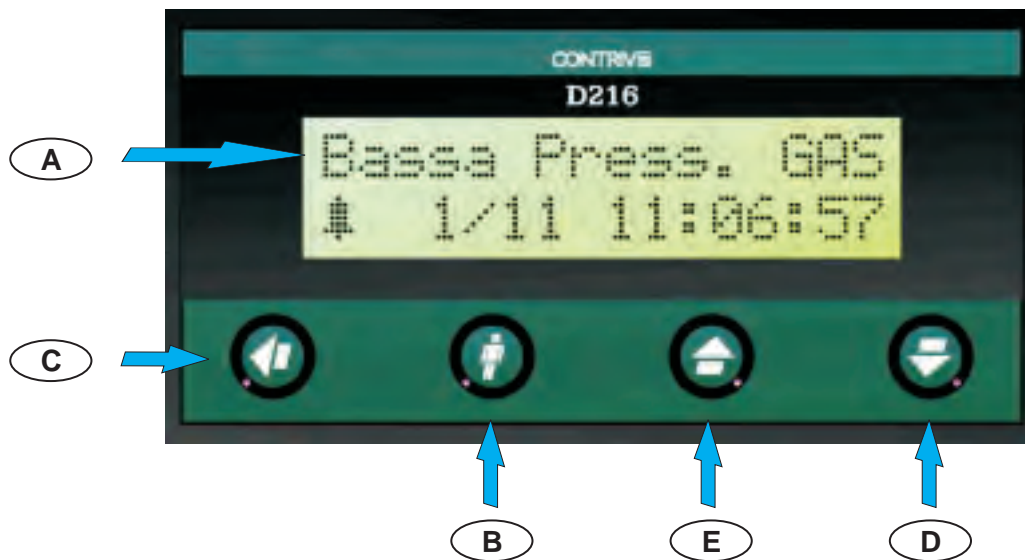 CONTRIVE
D216
A
Bassa Press. GAS
1/11 11:06:57
C
B
E
D